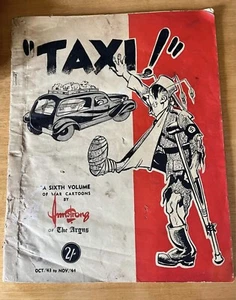 "TAXI!"
A SIXTH VOLUME
OF WAR CARTOONS
BY
Armstrong
OF The Argus
2/-
OCT. '43 to NOV. '44